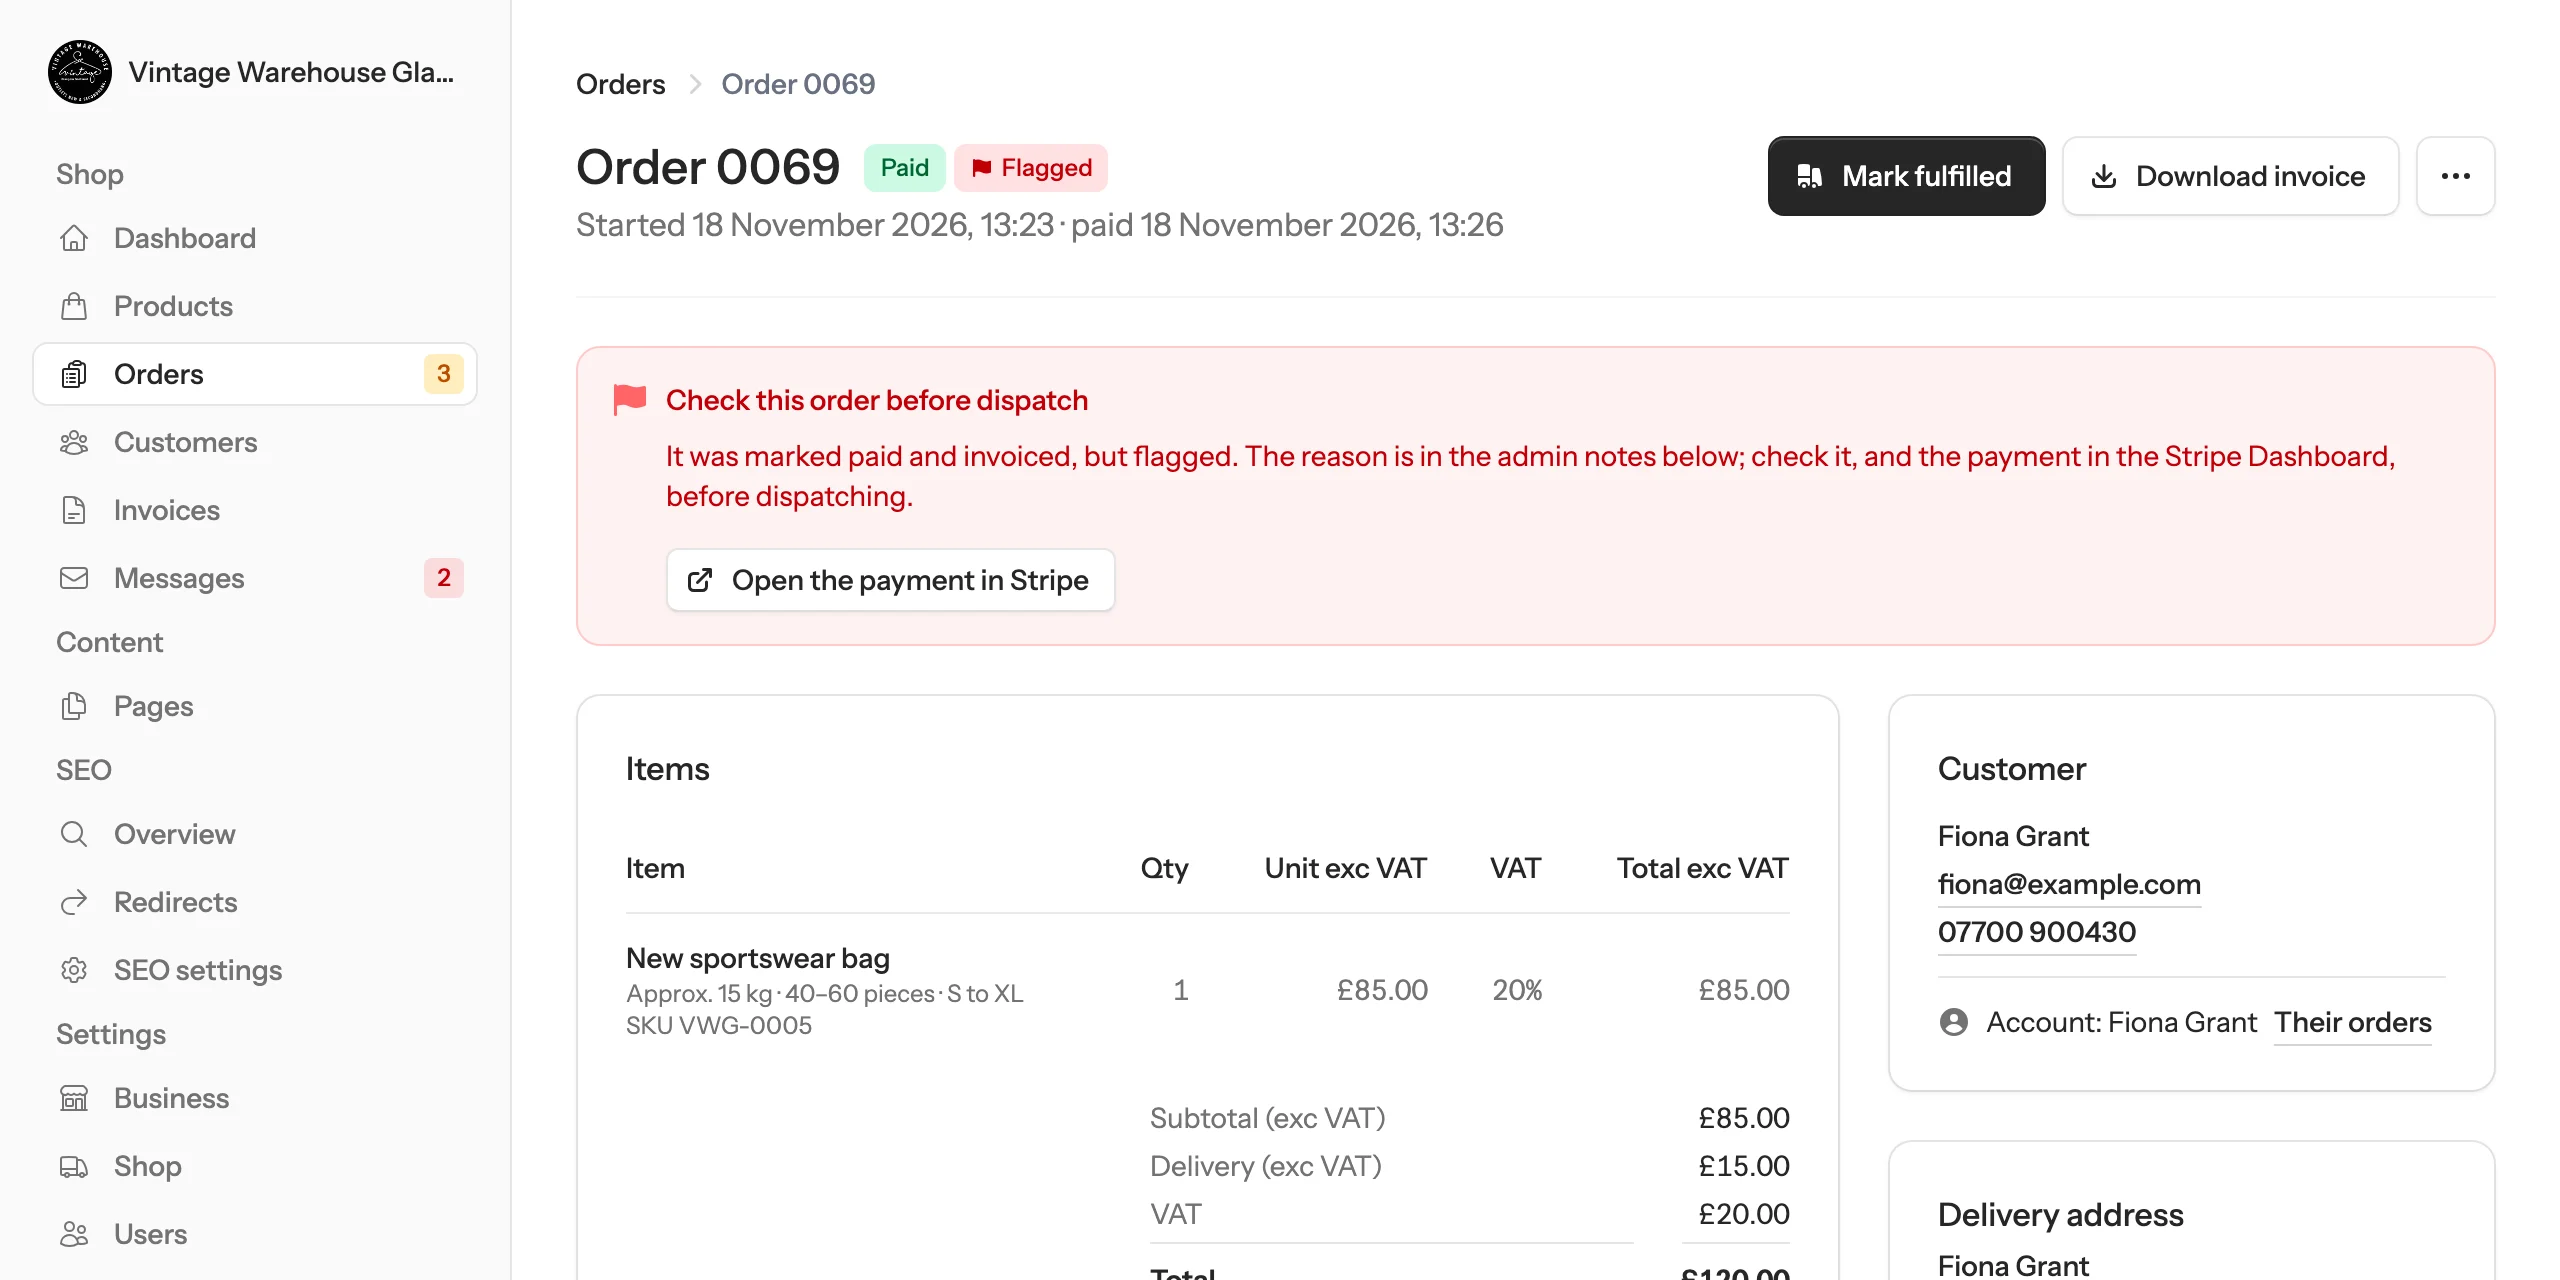 Vintage Warehouse Gla...
Shop
Dashboard
Products
Orders 3
Customers
Invoices
Messages 2
Content
Pages
SEO
Overview
Redirects
SEO settings
Settings
Business
Shop
Users
Orders > Order 0069
Order 0069 Paid Flagged
Started 18 November 2026, 13:23 · paid 18 November 2026, 13:26
Mark fulfilled
Download invoice
Check this order before dispatch
It was marked paid and invoiced, but flagged. The reason is in the admin notes below; check it, and the payment in the Stripe Dashboard,
before dispatching.
Open the payment in Stripe
Items
Item Qty Unit exc VAT VAT Total exc VAT
New sportswear bag
Approx. 15 kg · 40–60 pieces · S to XL
SKU VWG-0005
1 £85.00 20% £85.00
Subtotal (exc VAT) £85.00
Delivery (exc VAT) £15.00
VAT £20.00
Total £120.00
Customer
Fiona Grant
fiona@example.com
07700 900430
Account: Fiona Grant Their orders
Delivery address
Fiona Grant